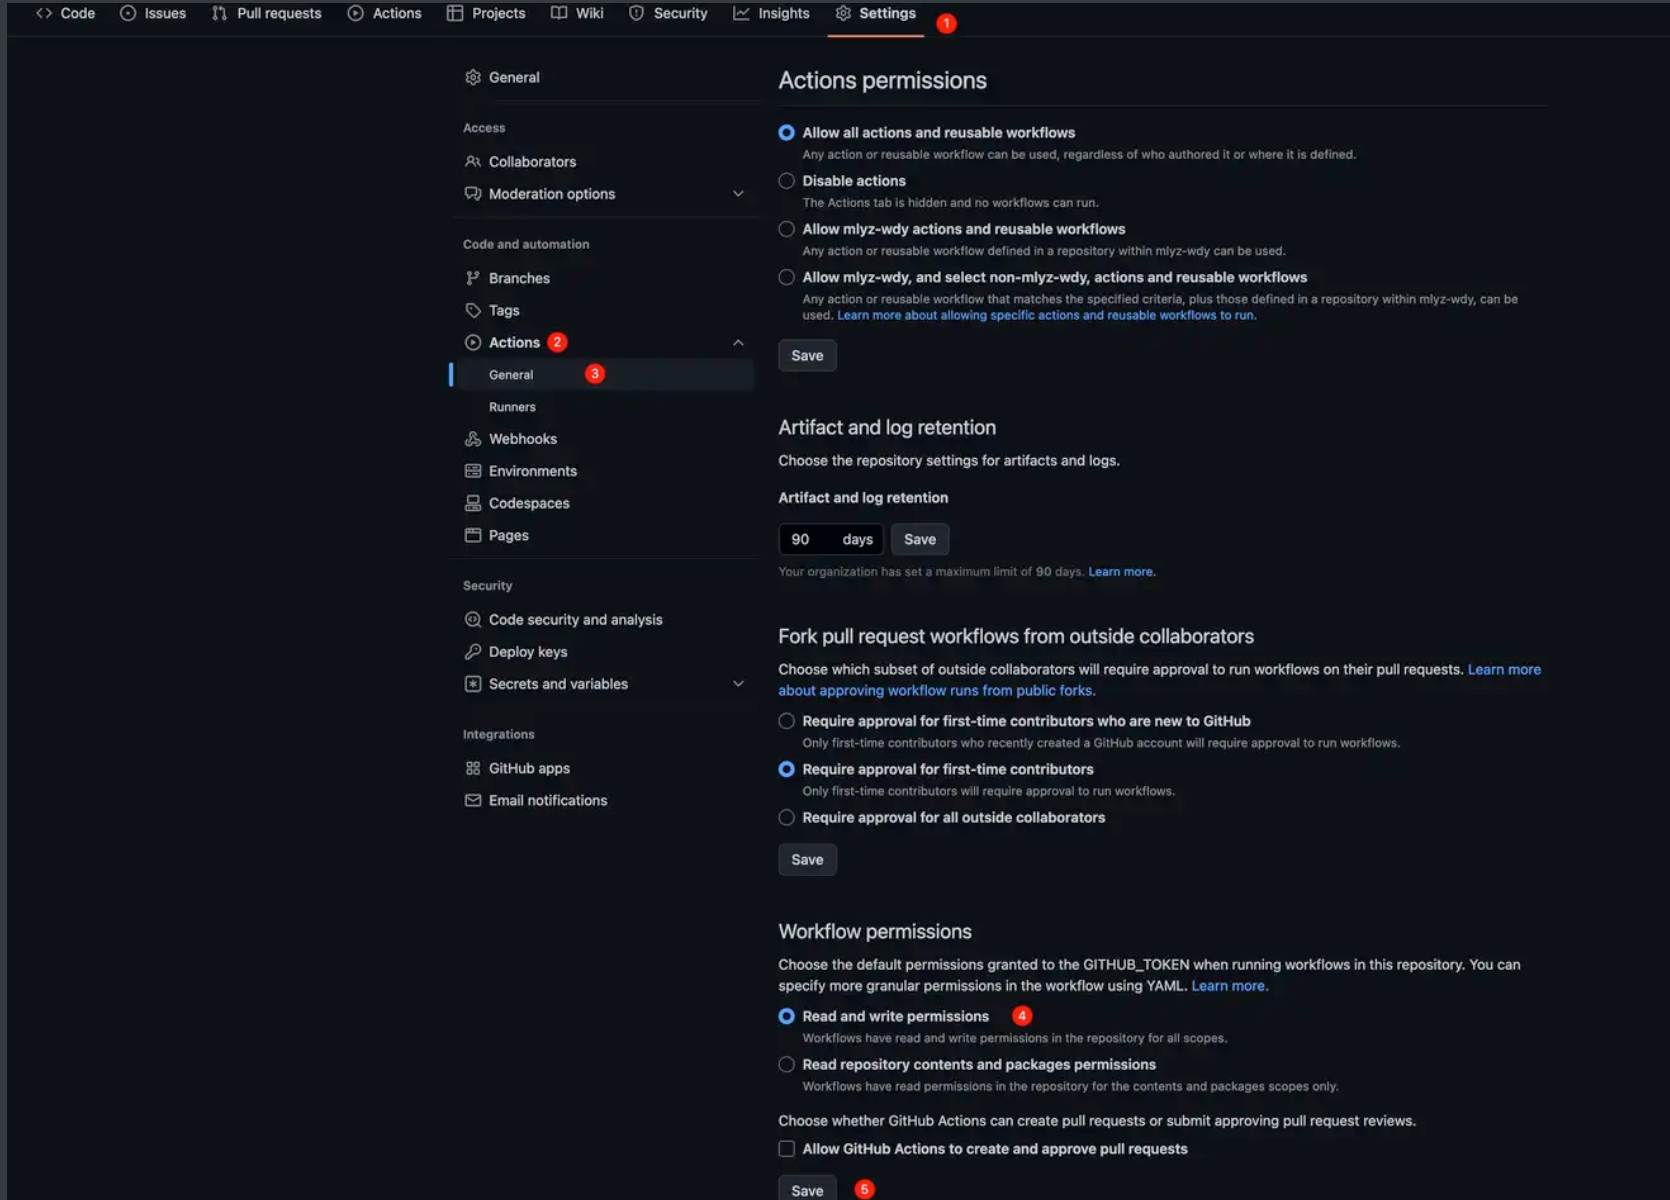 Code Issues Pull requests Actions Projects Wiki Security Insights Settings 1
General
Access
Collaborators
Moderation options
Code and automation
Branches
Tags
Actions 2
General 3
Runners
Webhooks
Environments
Codespaces
Pages
Security
Code security and analysis
Deploy keys
Secrets and variables
Integrations
GitHub apps
Email notifications
Actions permissions
Allow all actions and reusable workflows
Any action or reusable workflow can be used, regardless of who authored it or where it is defined.
Disable actions
The Actions tab is hidden and no workflows can run.
Allow mlyz-wdy actions and reusable workflows
Any action or reusable workflow defined in a repository within mlyz-wdy can be used.
Allow mlyz-wdy, and select non-mlyz-wdy, actions and reusable workflows
Any action or reusable workflow that matches the specified criteria, plus those defined in a repository within mlyz-wdy, can be
used. Learn more about allowing specific actions and reusable workflows to run.
Save
Artifact and log retention
Choose the repository settings for artifacts and logs.
Artifact and log retention
90 days Save
Your organization has set a maximum limit of 90 days. Learn more.
Fork pull request workflows from outside collaborators
Choose which subset of outside collaborators will require approval to run workflows on their pull requests. Learn more
about approving workflow runs from public forks.
Require approval for first-time contributors who are new to GitHub
Only first-time contributors who recently created a GitHub account will require approval to run workflows.
Require approval for first-time contributors
Only first-time contributors will require approval to run workflows.
Require approval for all outside collaborators
Save
Workflow permissions
Choose the default permissions granted to the GITHUB_TOKEN when running workflows in this repository. You can
specify more granular permissions in the workflow using YAML. Learn more.
Read and write permissions 4
Workflows have read and write permissions in the repository for all scopes.
Read repository contents and packages permissions
Workflows have read permissions in the repository for the contents and packages scopes only.
Choose whether GitHub Actions can create pull requests or submit approving pull request reviews.
Allow GitHub Actions to create and approve pull requests
Save 5